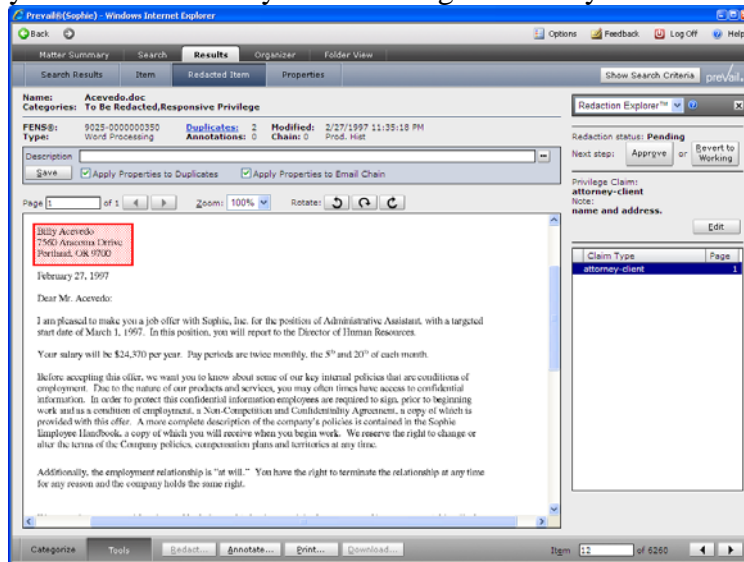 Prevail®(Sophie) - Windows Internet Explorer
Back Options Feedback Log Off Help
Matter Summary Search Results Organizer Folder View
Search Results Item Redacted Item Properties Show Search Criteria prevail.
Name: Acevedo.doc
Categories: To Be Redacted,Responsive Privilege
FENS®: 9025-0000000350 Duplicates: 2 Modified: 2/27/1997 11:35:18 PM
Type: Word Processing Annotations: 0 Chain: 0 Prod. Hist
Description
Save Apply Properties to Duplicates Apply Properties to Email Chain
Page 1 of 1 Zoom: 100% Rotate:
Billy Acevedo
7560 Anacoma Drrive
Portland, OR 9700
February 27, 1997
Dear Mr. Acevedo:
I am pleased to make you a job offer with Sophie, Inc. for the position of Administrative Assistant, with a targeted
start date of March 1, 1997. In this position, you will report to the Director of Human Resources.
Your salary will be $24,370 per year. Pay periods are twice monthly, the 5th and 20th of each month.
Before accepting this offer, we want you to know about some of our key internal policies that are conditions of
employment. Due to the nature of our products and services, you may often times have access to confidential
information. In order to protect this confidential information employees are required to sign, prior to beginning
work and as a condition of employment, a Non-Competition and Confidentiality Agreement, a copy of which is
provided with this offer. A more complete description of the company's policies is contained in the Sophie
Employee Handbook, a copy of which you will receive when you begin work. We reserve the right to change or
alter the terms of the Company policies, compensation plans and territories at any time.
Additionally, the employment relationship is "at will." You have the right to terminate the relationship at any time
for any reason and the company holds the same right.
Redaction Explorer™
Redaction status: Pending
Next step: Approve or Revert to Working
Privilege Claim:
attorney-client
Note:
name and address.
Edit
Claim Type Page
attorney-client 1
Categorize Tools Redact... Annotate... Print... Download... Item 12 of 6260